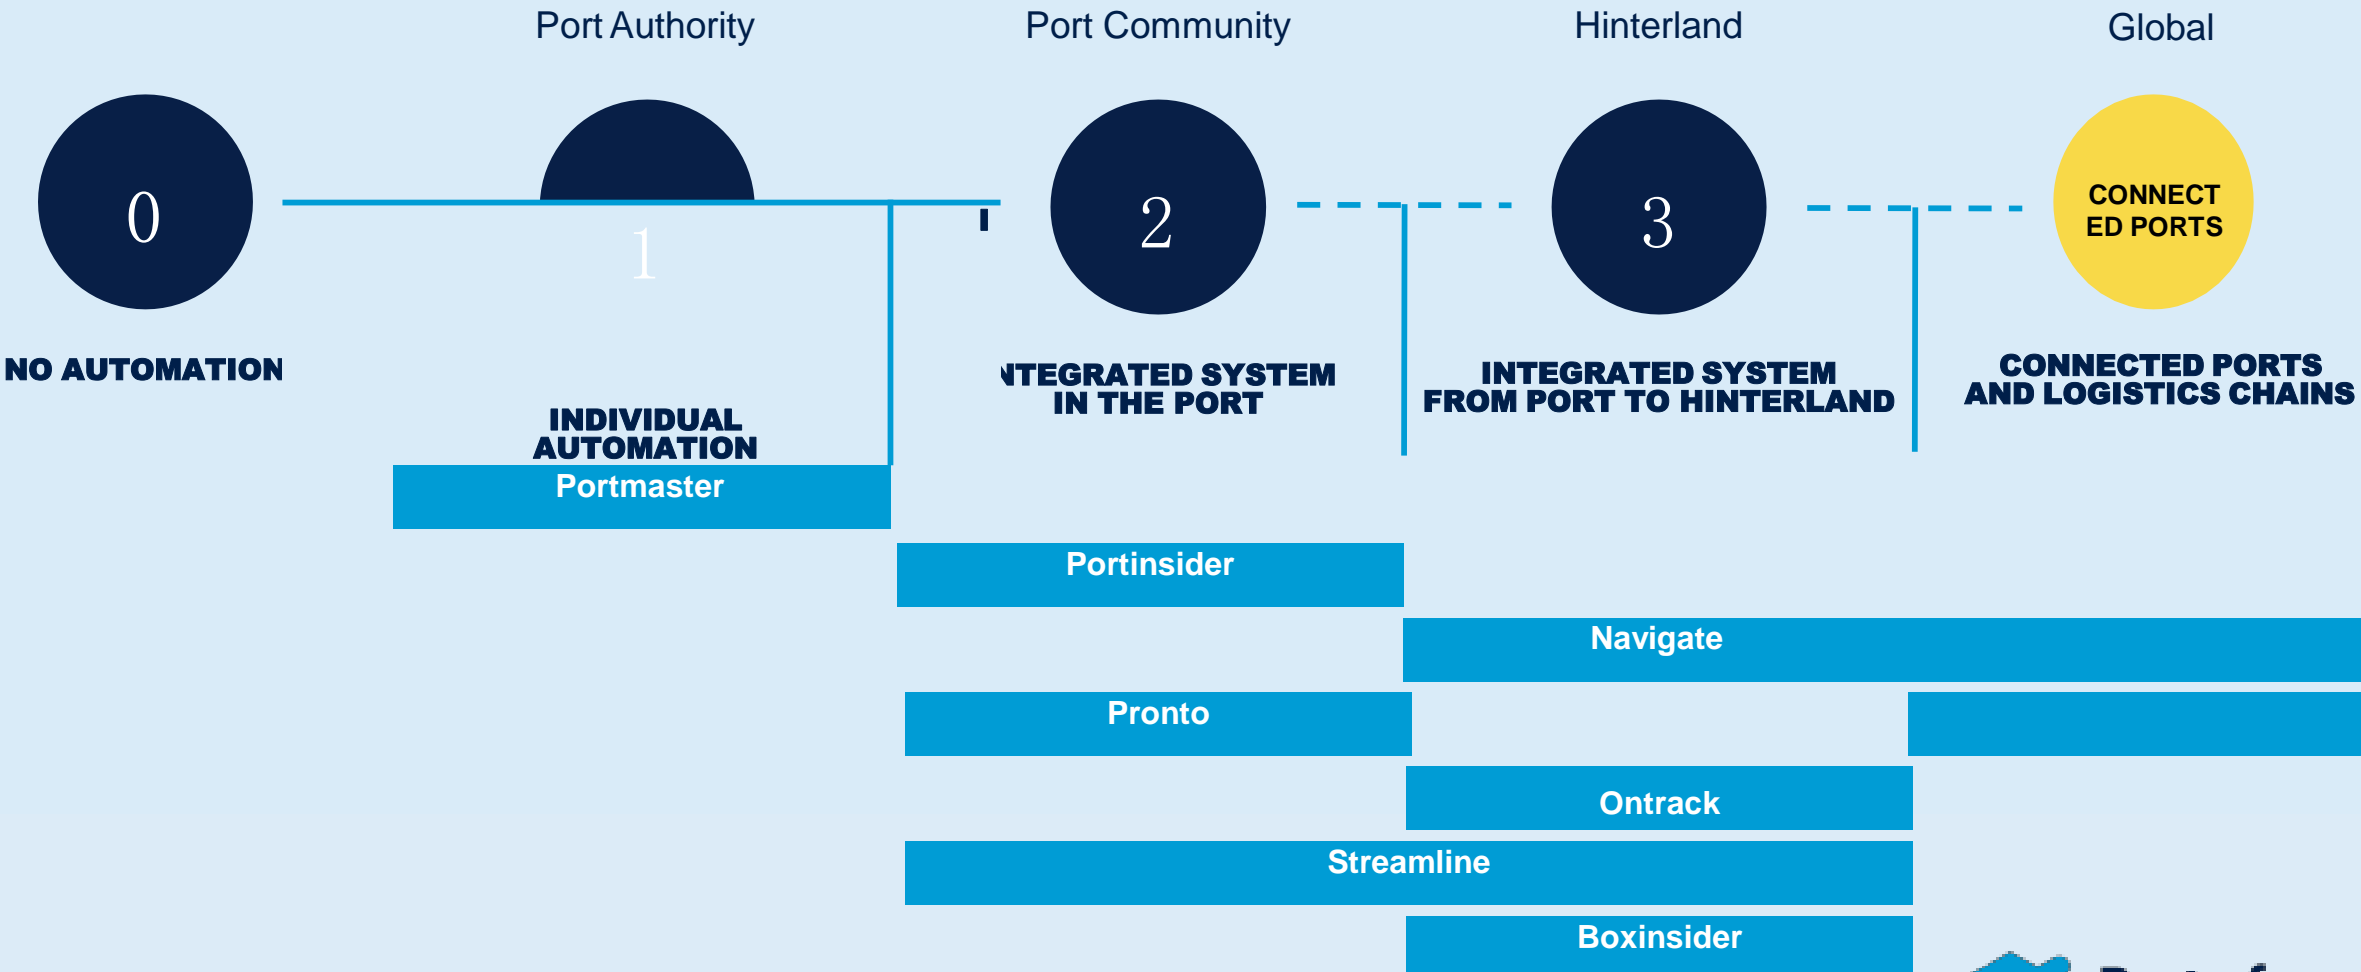 Port Authority
Port Community
Hinterland
Global
0
1
2
3
CONNECT
ED PORTS
NO AUTOMATION
INDIVIDUAL
AUTOMATION
NTEGRATED SYSTEM
IN THE PORT
INTEGRATED SYSTEM
FROM PORT TO HINTERLAND
CONNECTED PORTS
AND LOGISTICS CHAINS
Portmaster
Portinsider
Navigate
Pronto
Ontrack
Streamline
Boxinsider